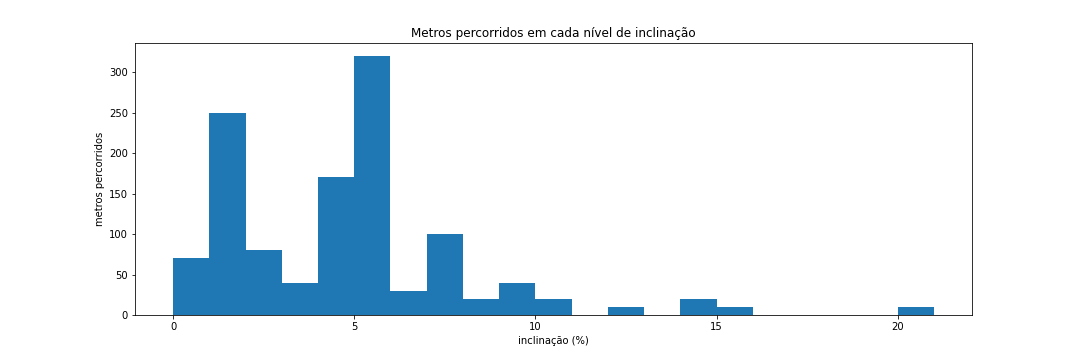 Metros percorridos em cada nível de inclinação
300
250
200
150
100
50
0
metros percorridos
0 5 10 15 20
inclinação (%)